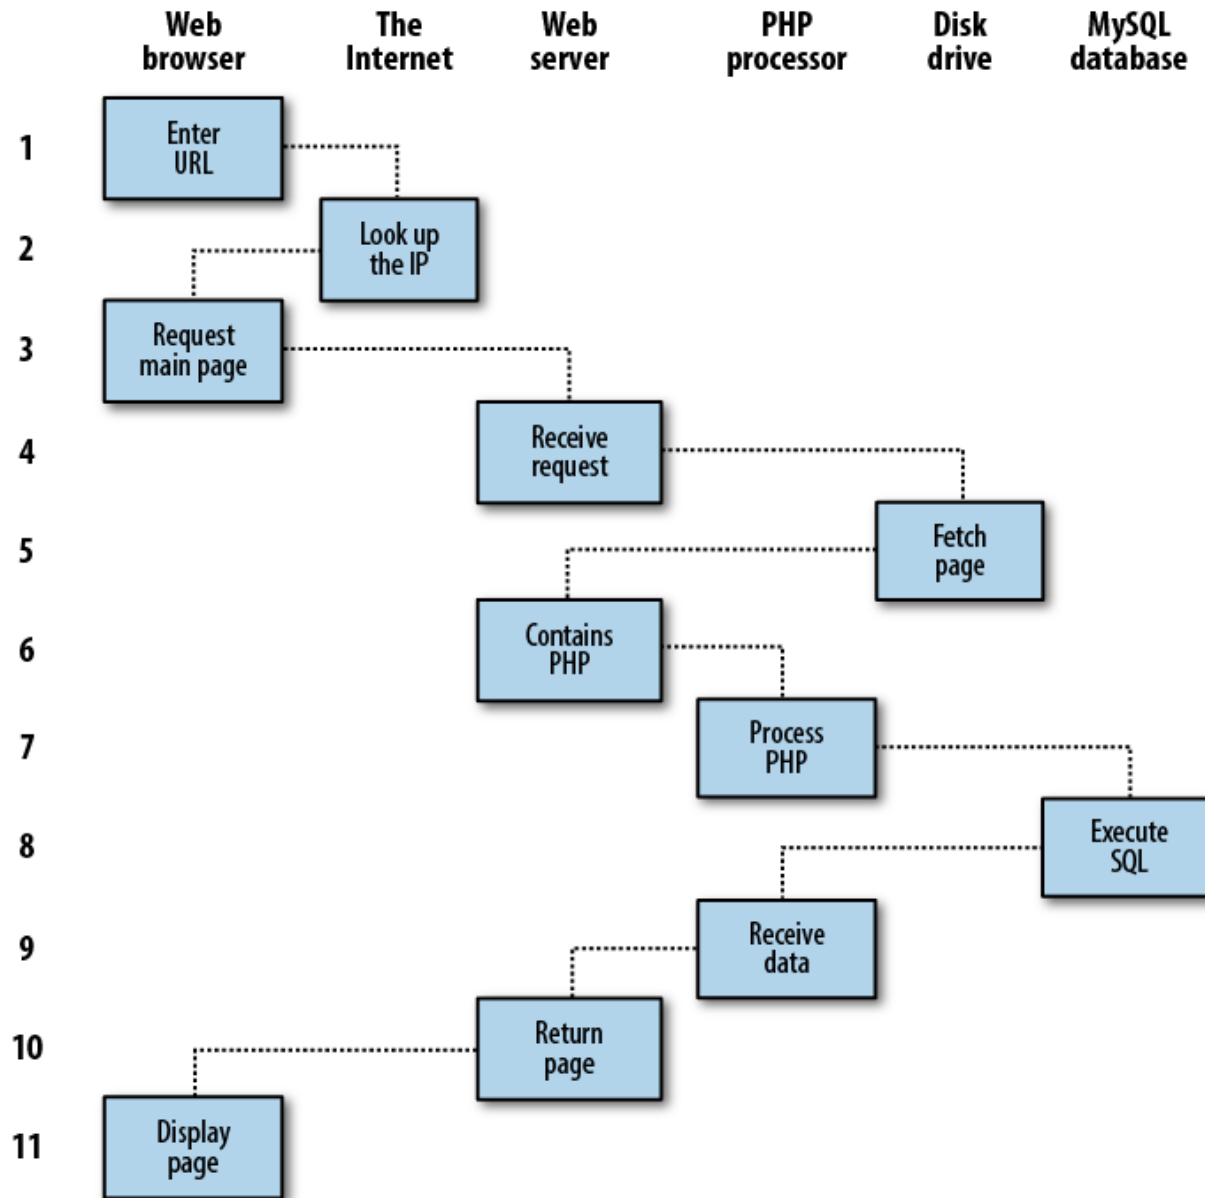 Web
browser
The
Internet
Web
server
PHP
processor
Disk
drive
MySQL
database
1
Enter
URL
2
Look up
the IP
3
Request
main page
4
Receive
request
5
Fetch
page
6
Contains
PHP
7
Process
PHP
8
Execute
SQL
9
Receive
data
10
Return
page
11
Display
page